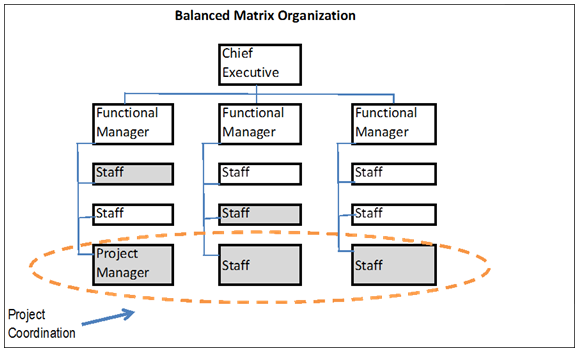 Balanced Matrix Organization
Chief
Executive
Functional
Manager
Functional
Manager
Functional
Manager
Staff
Staff
Staff
Staff
Staff
Staff
Project
Manager
Staff
Staff
Project
Coordination